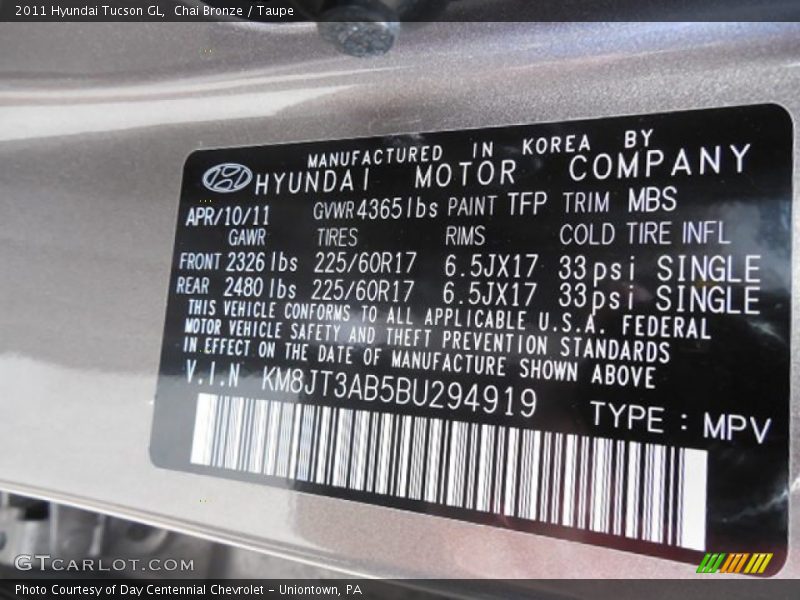 2011 Hyundai Tucson GL, Chai Bronze / Taupe
MANUFACTURED IN KOREA BY
HYUNDAI MOTOR COMPANY
APR/10/11 GVWR 4365lbs PAINT TFP TRIM MBS
GAWR TIRES RIMS COLD TIRE INFL
FRONT 2326 lbs 225/60R17 6.5JX17 33psi SINGLE
REAR 2480 lbs 225/60R17 6.5JX17 33psi SINGLE
THIS VEHICLE CONFORMS TO ALL APPLICABLE U.S.A. FEDERAL
MOTOR VEHICLE SAFETY AND THEFT PREVENTION STANDARDS
IN EFFECT ON THE DATE OF MANUFACTURE SHOWN ABOVE
V.I.N KM8JT3AB5BU294919 TYPE : MPV
GTCARLOT.COM
Photo Courtesy of Day Centennial Chevrolet - Uniontown, PA